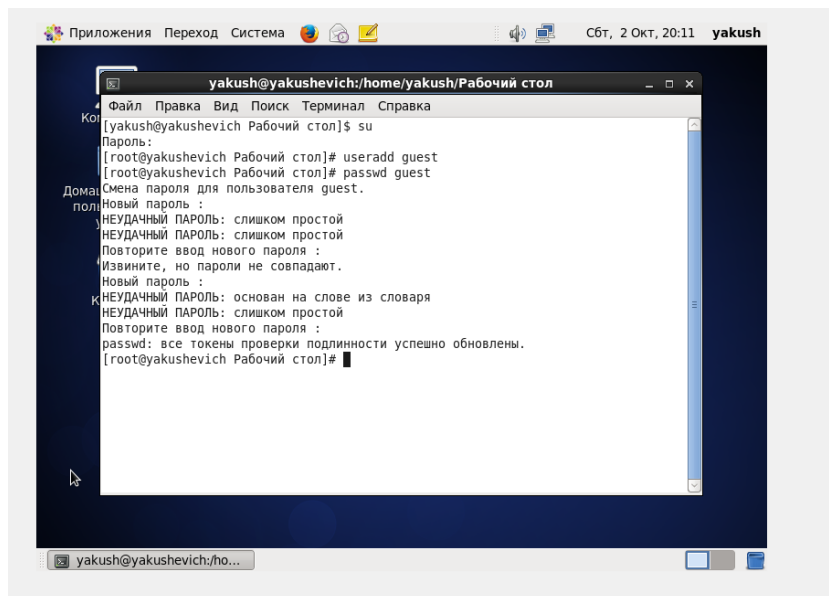 Приложения Переход Система Сбт, 2 Окт, 20:11 yakush
yakush@yakushevich:/home/yakush/Рабочий стол
Файл Правка Вид Поиск Терминал Справка
[yakush@yakushevich Рабочий стол]$ su
Пароль:
[root@yakushevich Рабочий стол]# useradd guest
[root@yakushevich Рабочий стол]# passwd guest
Смена пароля для пользователя guest.
Новый пароль :
НЕУДАЧНЫЙ ПАРОЛЬ: слишком простой
НЕУДАЧНЫЙ ПАРОЛЬ: слишком простой
Повторите ввод нового пароля :
Извините, но пароли не совпадают.
Новый пароль :
НЕУДАЧНЫЙ ПАРОЛЬ: основан на слове из словаря
НЕУДАЧНЫЙ ПАРОЛЬ: слишком простой
Повторите ввод нового пароля :
passwd: все токены проверки подлинности успешно обновлены.
[root@yakushevich Рабочий стол]#
yakush@yakushevich:/ho...